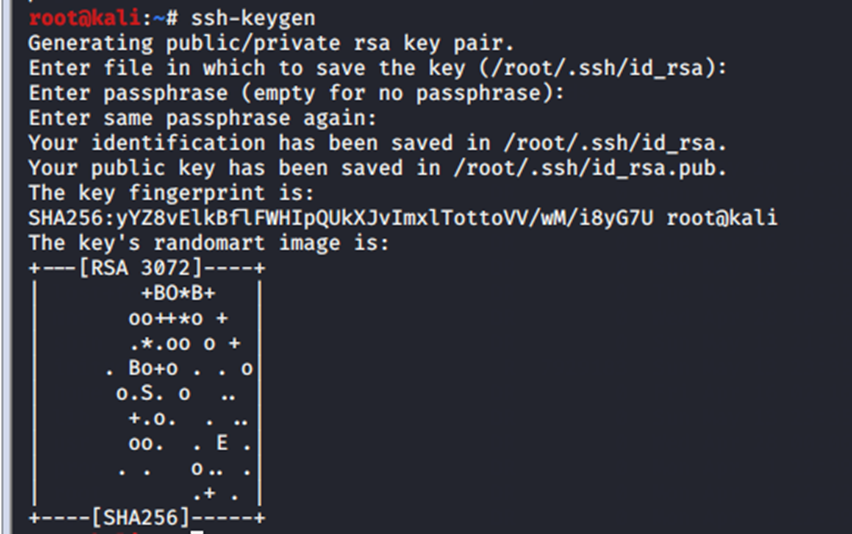 root@kali:~# ssh-keygen
Generating public/private rsa key pair.
Enter file in which to save the key (/root/.ssh/id_rsa):
Enter passphrase (empty for no passphrase):
Enter same passphrase again:
Your identification has been saved in /root/.ssh/id_rsa.
Your public key has been saved in /root/.ssh/id_rsa.pub.
The key fingerprint is:
SHA256:yYZ8vElkBflFWHIpQUkXJvImxlTottoVV/wM/i8yG7U root@kali
The key's randomart image is:
+---[RSA 3072]----+
|        +BO*B+   |
|       oo++*o +  |
|       .*.oo o + |
|     . Bo+o . . o|
|      o.S. o  .. |
|       +.o.  . ..|
|       oo.  . E .|
|      . .   o.. .|
|            .+ . |
+----[SHA256]-----+